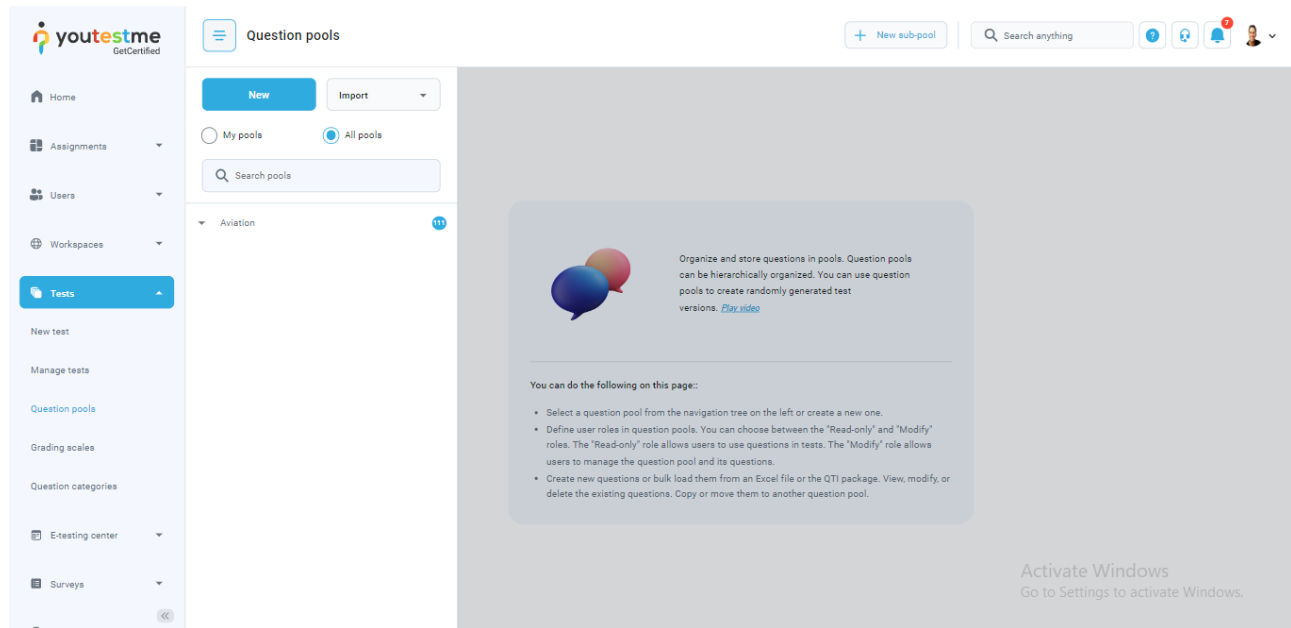 youtestme
GetCertified
Question pools
New sub-pool
Search anything
?
7
Home
Assignments
Users
Workspaces
Tests
New test
Manage tests
Question pools
Grading scales
Question categories
E-testing center
Surveys
New
Import
My pools
All pools
Search pools
Aviation
111
Organize and store questions in pools. Question pools
can be hierarchically organized. You can use question
pools to create randomly generated test
versions. Play video
You can do the following on this page::
• Select a question pool from the navigation tree on the left or create a new one.
• Define user roles in question pools. You can choose between the "Read-only" and "Modify"
roles. The "Read-only" role allows users to use questions in tests. The "Modify" role allows
users to manage the question pool and its questions.
• Create new questions or bulk load them from an Excel file or the QTI package. View, modify, or
delete the existing questions. Copy or move them to another question pool.
Activate Windows
Go to Settings to activate Windows.